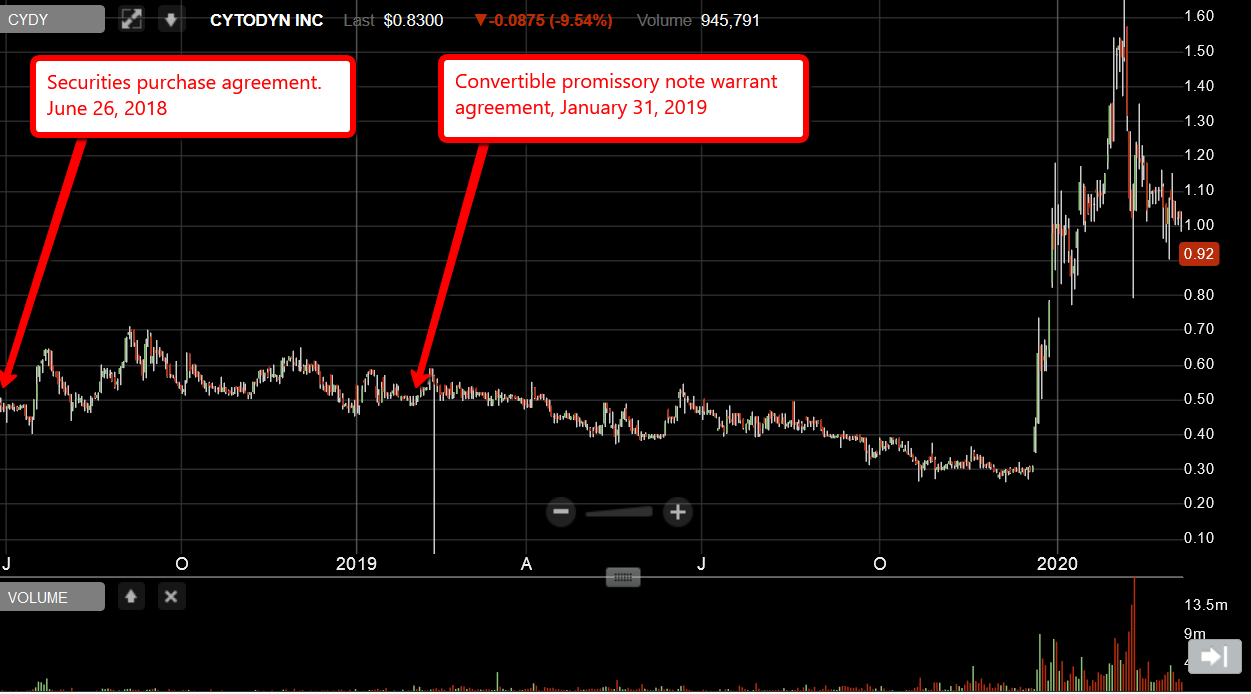 CYDY
CYTODYN INC Last $0.8300 ▼-0.0875 (-9.54%) Volume 945,791
Securities purchase agreement.
June 26, 2018
Convertible promissory note warrant
agreement, January 31, 2019
1.60
1.50
1.40
1.30
1.20
1.10
1.00
0.92
0.80
0.70
0.60
0.50
0.40
0.30
0.20
0.10
J O 2019 A J O 2020
VOLUME
13.5m
9m